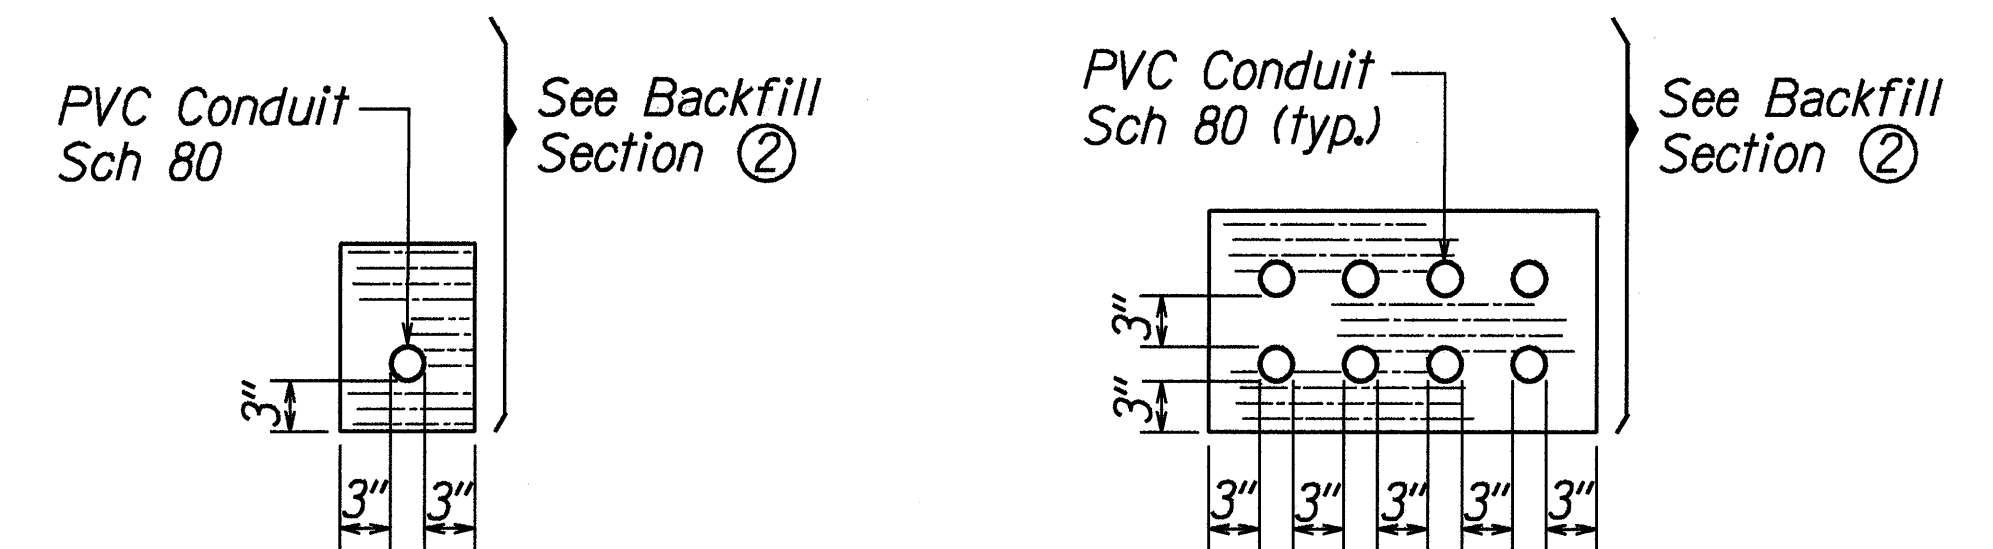 PVC Conduit
Sch 80
See Backfill
Section ②
3"
3" 3"
PVC Conduit
Sch 80 (typ.)
See Backfill
Section ②
3"
3"
3" 3" 3" 3" 3"